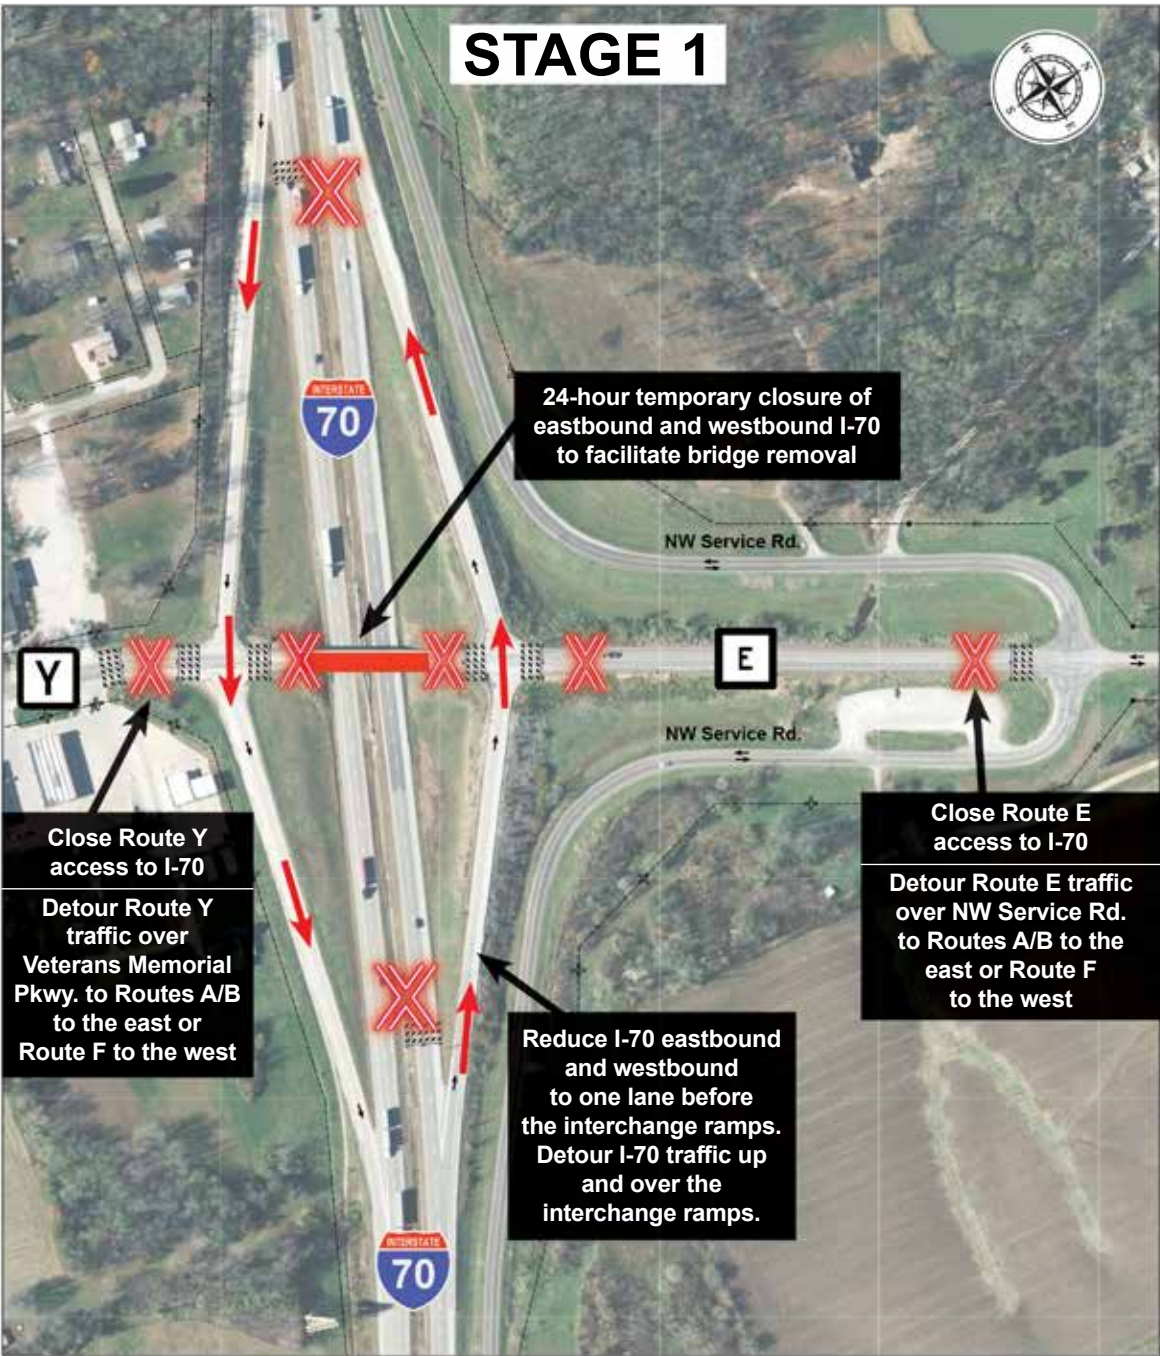 STAGE 1
W
N
S
E
INTERSTATE
70
24-hour temporary closure of
eastbound and westbound I-70
to facilitate bridge removal
NW Service Rd.
Y
E
NW Service Rd.
Close Route Y
access to I-70
Detour Route Y
traffic over
Veterans Memorial
Pkwy. to Routes A/B
to the east or
Route F to the west
Close Route E
access to I-70
Detour Route E traffic
over NW Service Rd.
to Routes A/B to the
east or Route F
to the west
Reduce I-70 eastbound
and westbound
to one lane before
the interchange ramps.
Detour I-70 traffic up
and over the
interchange ramps.
INTERSTATE
70